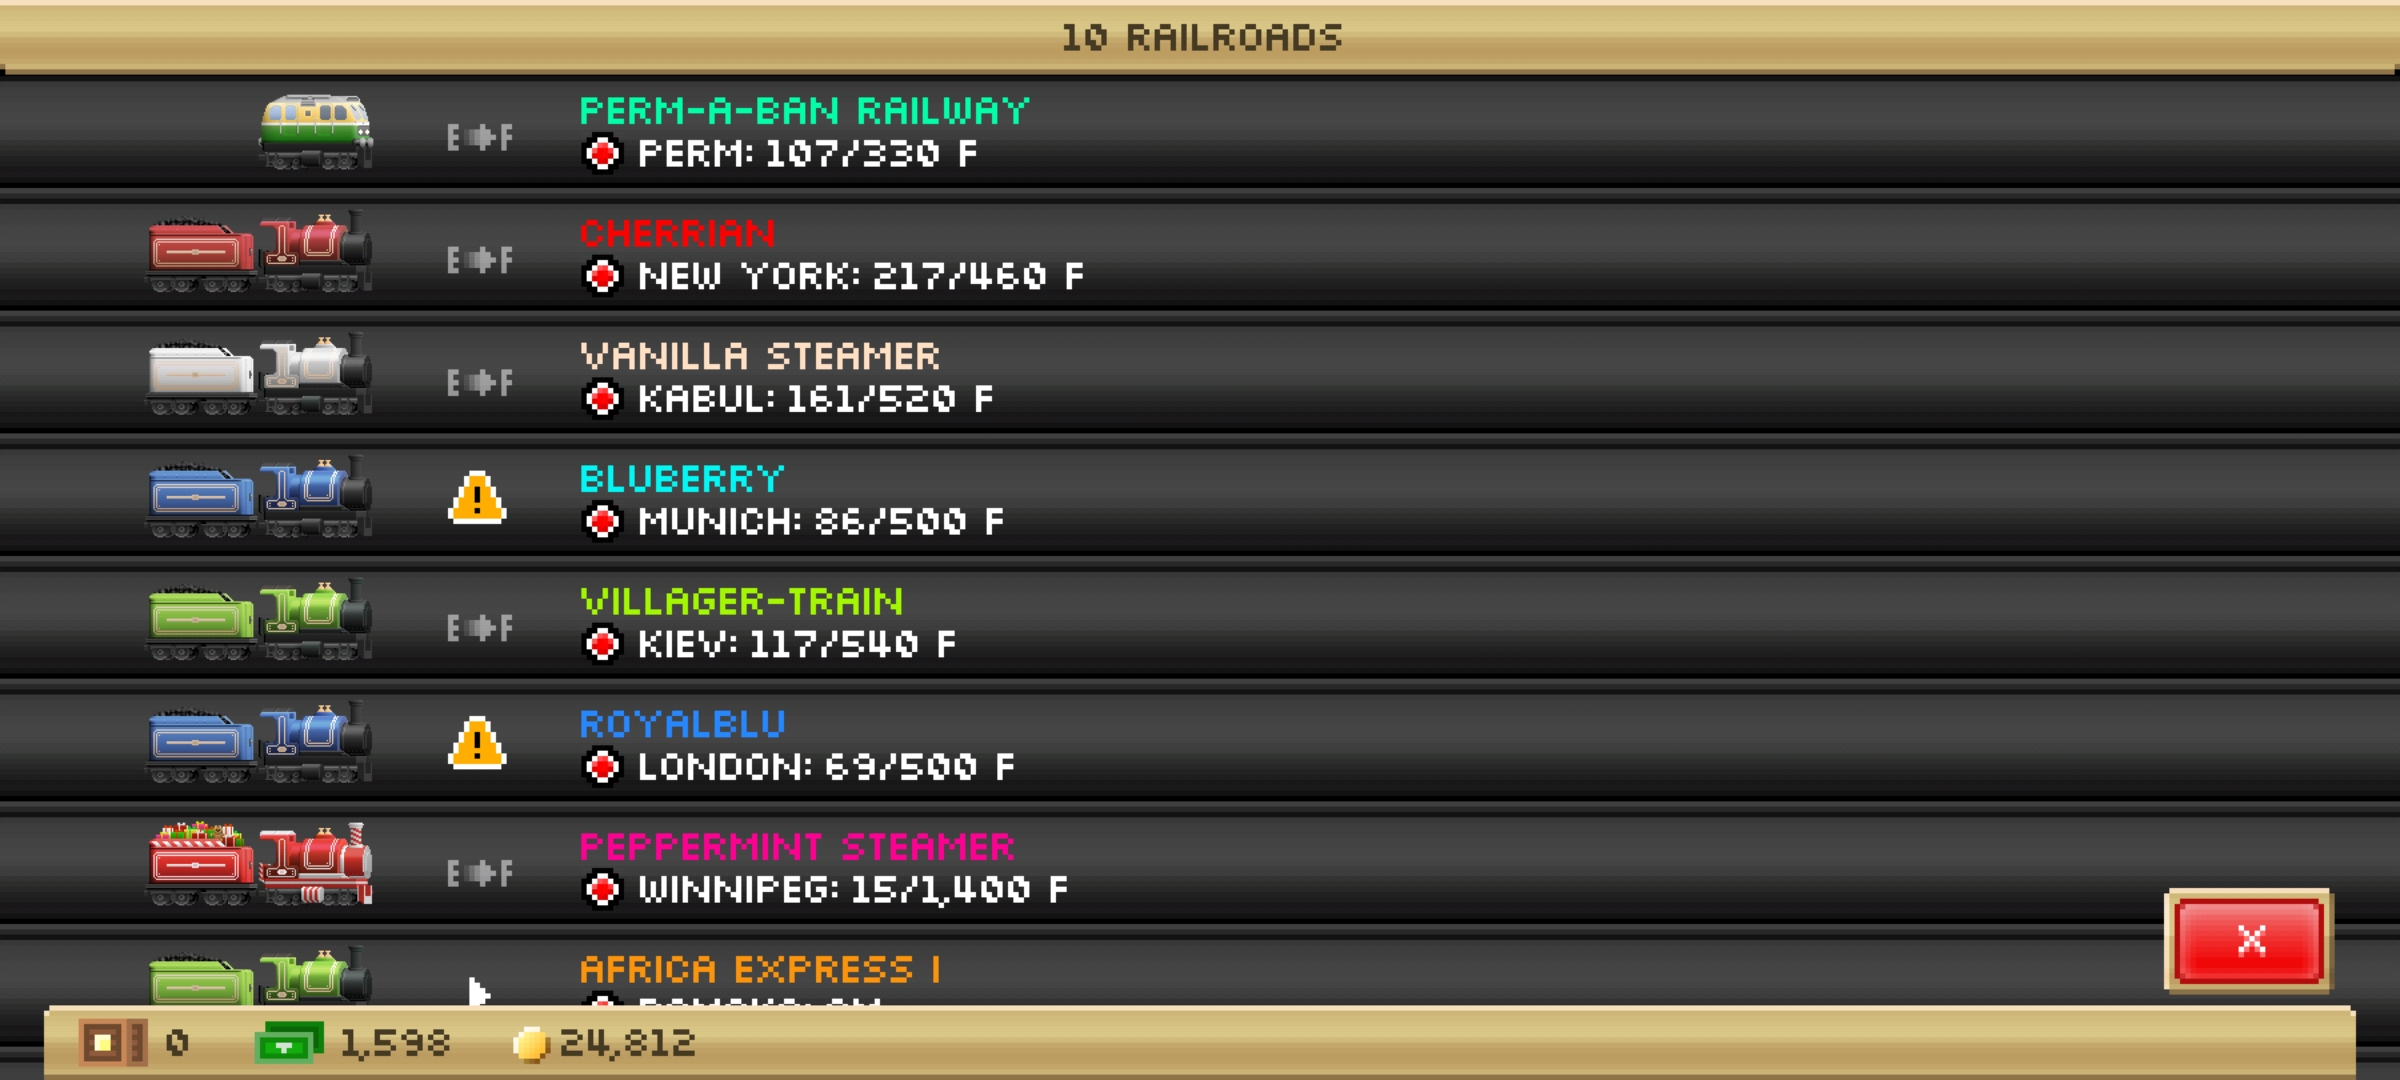 10 RAILROADS
PERM-A-BAN RAILWAY
E F
PERM: 107/330 F
CHERRIAN
E F
NEW YORK: 217/460 F
VANILLA STEAMER
E F
KABUL: 161/520 F
BLUBERRY
!
MUNICH: 86/500 F
VILLAGER-TRAIN
E F
KIEV: 117/540 F
ROYALBLU
!
LONDON: 69/500 F
PEPPERMINT STEAMER
E F
WINNIPEG: 15/1,400 F
X
AFRICA EXPRESS I
0 1,598 24,812